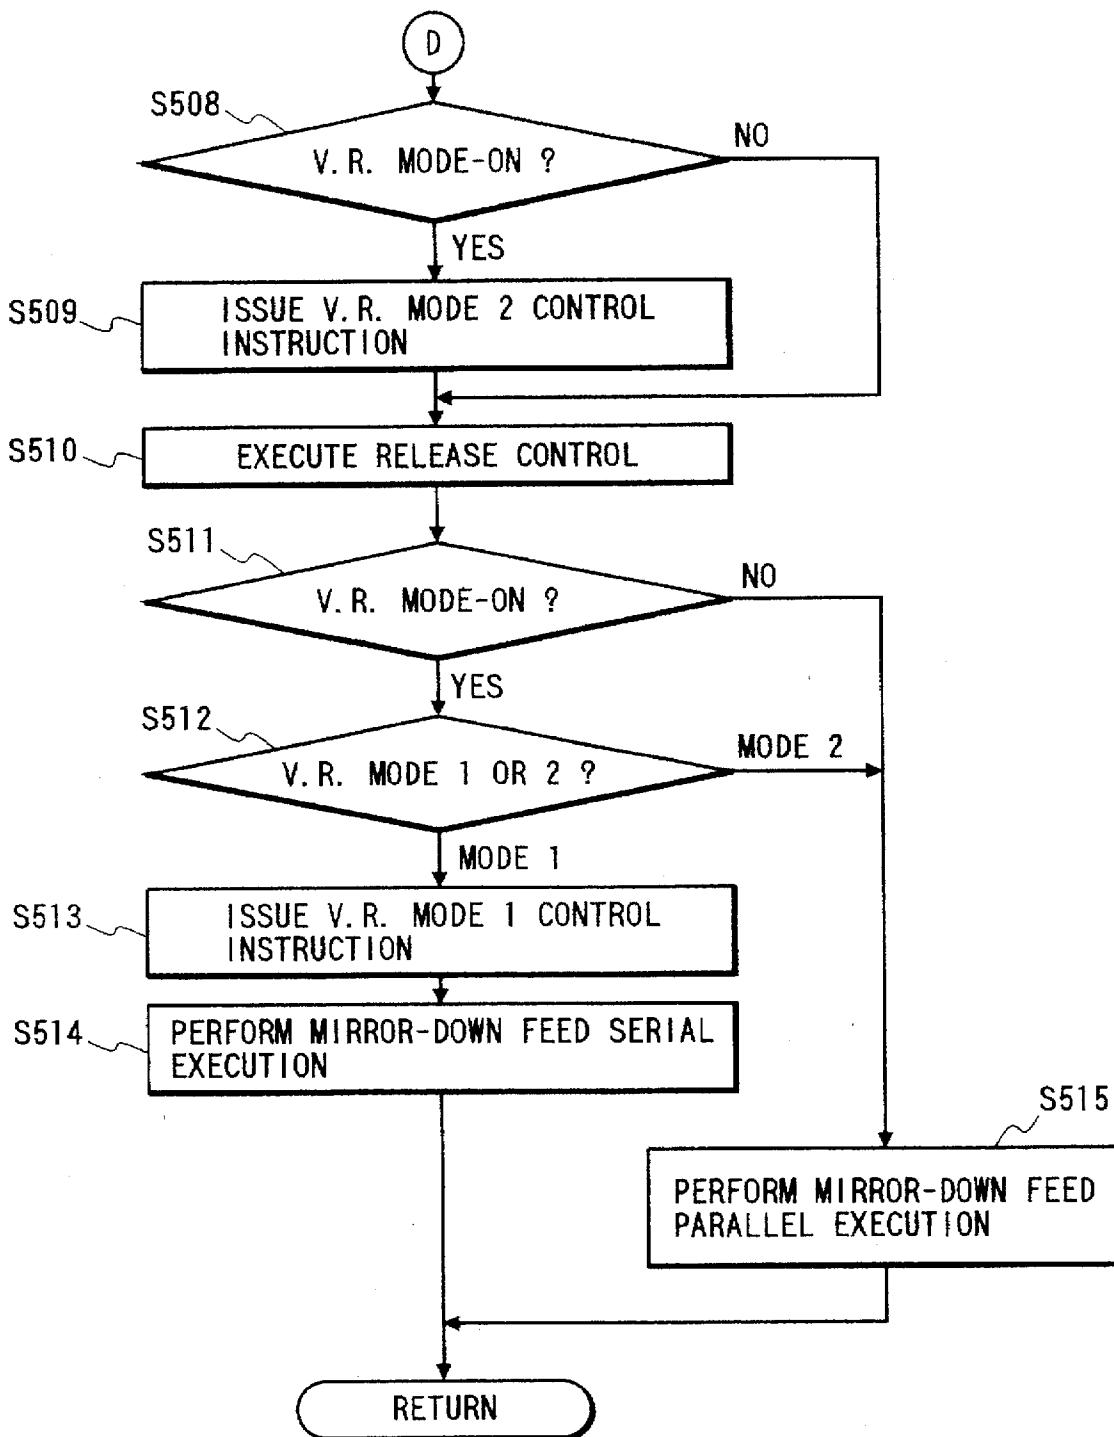 D
S508
V.R. MODE-ON ?
NO
YES
S509
ISSUE V.R. MODE 2 CONTROL
INSTRUCTION
S510
EXECUTE RELEASE CONTROL
S511
V.R. MODE-ON ?
NO
YES
S512
V.R. MODE 1 OR 2 ?
MODE 2
MODE 1
S513
ISSUE V.R. MODE 1 CONTROL
INSTRUCTION
S514
PERFORM MIRROR-DOWN FEED SERIAL
EXECUTION
S515
PERFORM MIRROR-DOWN FEED
PARALLEL EXECUTION
RETURN